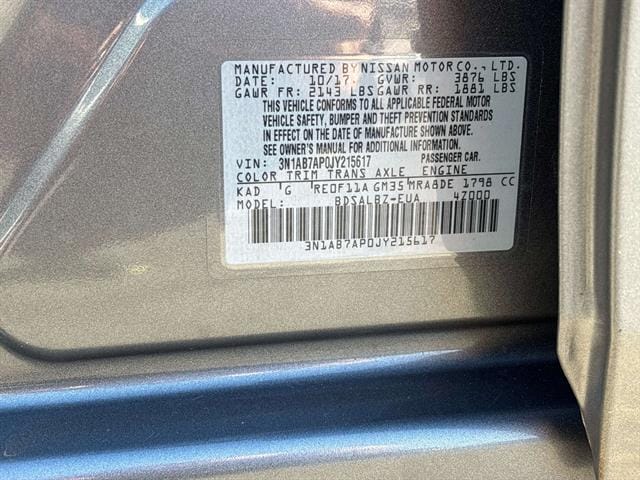 MANUFACTURED BY NISSAN MOTOR CO., LTD.
DATE: 10/17 GVWR: 3876 LBS
GAWR FR: 2143 LBS GAWR RR: 1881 LBS
THIS VEHICLE CONFORMS TO ALL APPLICABLE FEDERAL MOTOR
VEHICLE SAFETY, BUMPER AND THEFT PREVENTION STANDARDS
IN EFFECT ON THE DATE OF MANUFACTURE SHOWN ABOVE.
SEE OWNER'S MANUAL FOR ADDITIONAL INFORMATION.
VIN: 3N1AB7AP0JY215617 PASSENGER CAR.
COLOR TRIM TRANS AXLE ENGINE
KAD G RE0F11A GM35 MRA8DE 1798 CC
MODEL: BDSALBZ-EUA 4Z000
3N1AB7AP0JY215617